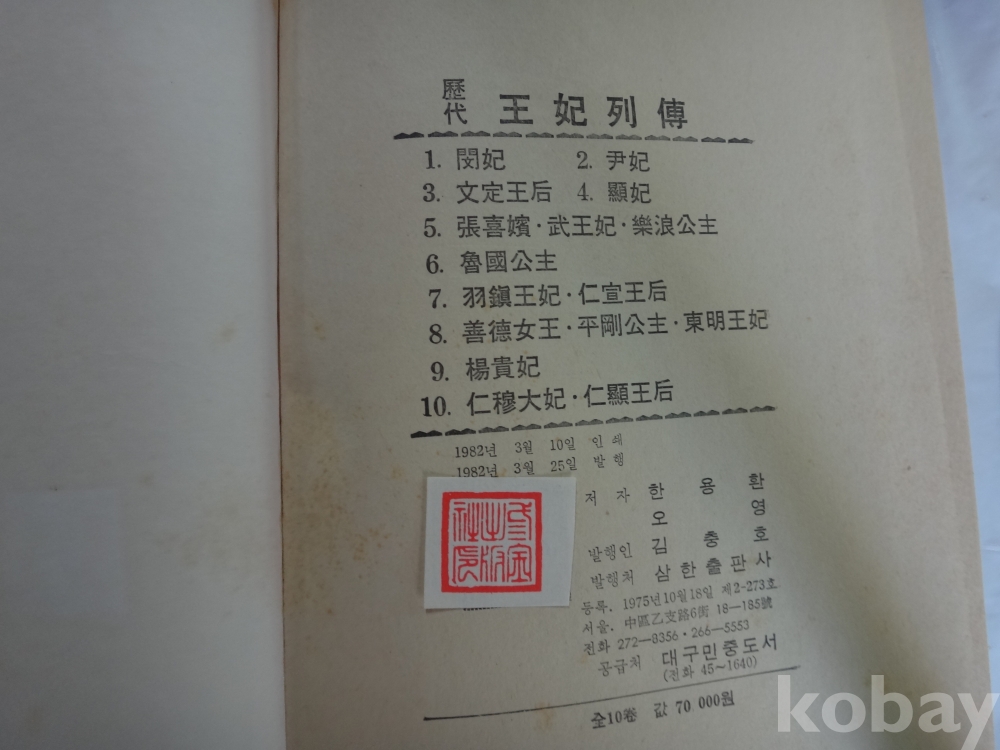 歷代 王妃列傳
1. 閔妃 2. 尹妃
3. 文定王后 4. 顯妃
5. 張喜嬪·武王妃·樂浪公主
6. 魯國公主
7. 羽鎭王妃·仁宣王后
8. 善德女王·平剛公主·東明王妃
9. 楊貴妃
10. 仁穆大妃·仁顯王后
1982년 3월 10일 인쇄
1982년 3월 25일 발행
저자 한용환
오영
발행인 김충호
발행처 삼한출판사
등록. 1975년10월18일 제2-273호
서울. 中區乙支路6街 18—185號
전화 272—8356·266—5553
공급처 대구민중도서
(전화 45~1640)
全10卷 값 70 000원
kobay